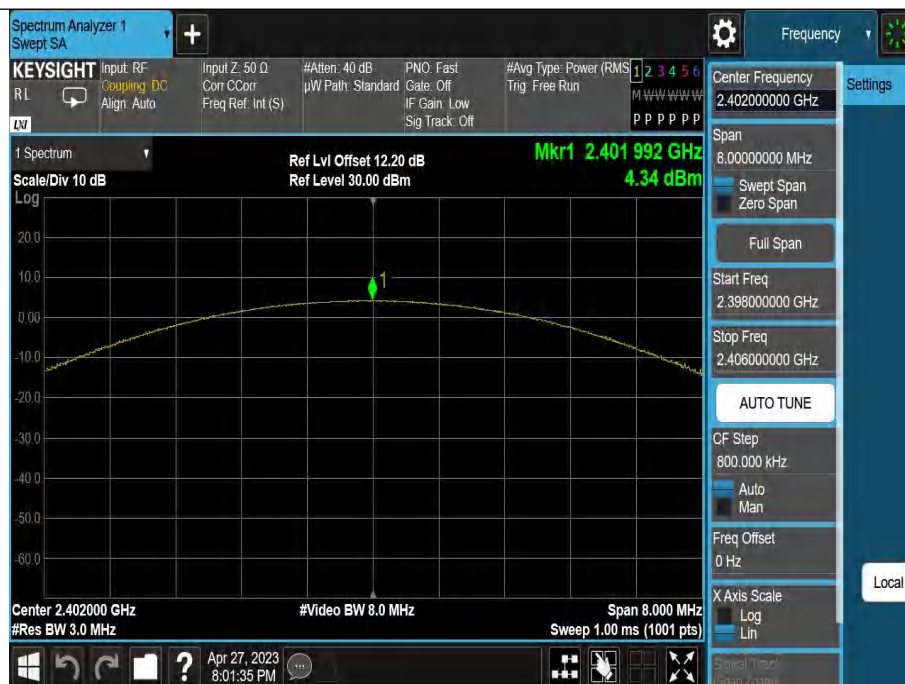 Spectrum Analyzer 1
Swept SA
Frequency
KEYSIGHT
RL
LXI
Input: RF
Coupling: DC
Align: Auto
Input Z: 50 Ω
Corr CCorr
Freq Ref: Int (S)
#Atten: 40 dB
µW Path: Standard
PNO: Fast
Gate: Off
IF Gain: Low
Sig Track: Off
#Avg Type: Power (RMS
Trig: Free Run
1 2 3 4 5 6
M W W W W W
P P P P P P
1 Spectrum
Scale/Div 10 dB
Ref Lvl Offset 12.20 dB
Ref Level 30.00 dBm
Mkr1 2.401 992 GHz
4.34 dBm
Log
20.0
10.0
1
0.00
-10.0
-20.0
-30.0
-40.0
-50.0
-60.0
Center 2.402000 GHz
#Video BW 8.0 MHz
Span 8.000 MHz
#Res BW 3.0 MHz
Sweep 1.00 ms (1001 pts)
Center Frequency
2.402000000 GHz
Settings
Span
8.00000000 MHz
Swept Span
Zero Span
Full Span
Start Freq
2.398000000 GHz
Stop Freq
2.406000000 GHz
AUTO TUNE
CF Step
800.000 kHz
Auto
Man
Freq Offset
0 Hz
Local
X Axis Scale
Log
Lin
Signal Track
(Span Zoom)
?
Apr 27, 2023
8:01:35 PM